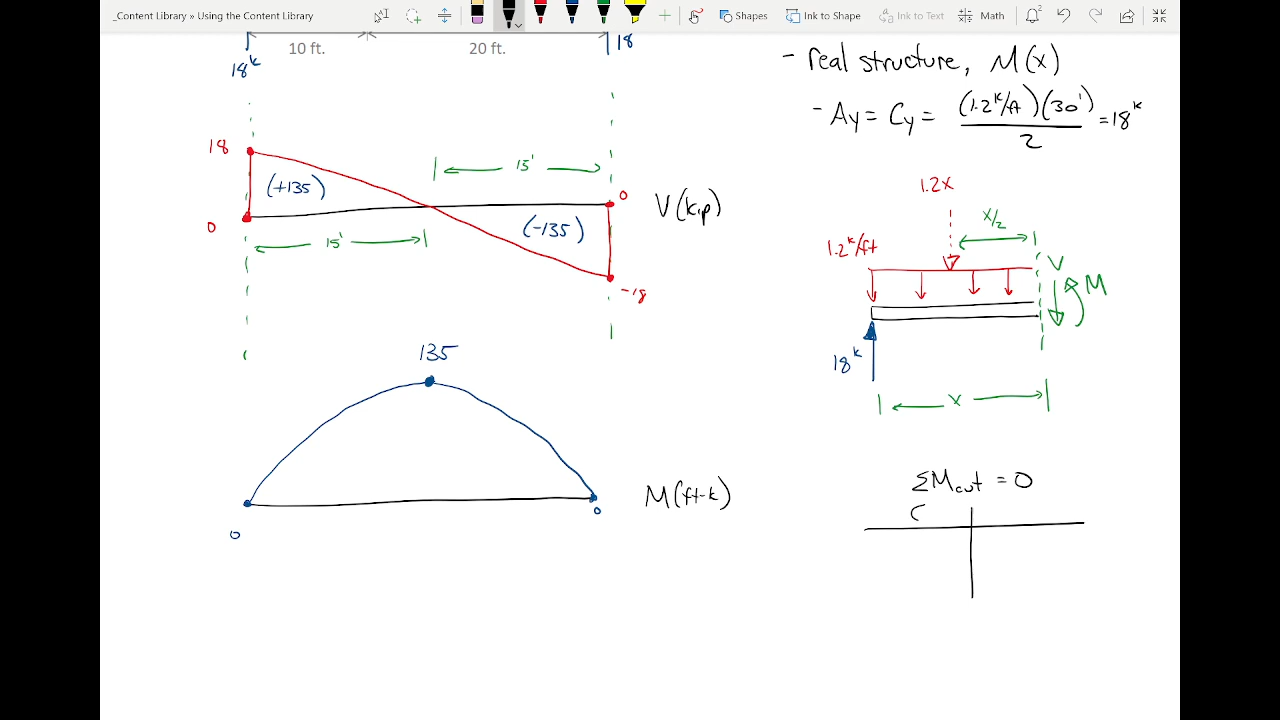 _Content Library » Using the Content Library
Shapes
Ink to Shape
Ink to Text
Math
10 ft.
20 ft.
18ᵏ
18
- real structure, M(x)
- Ay = Cy = (1.2ᵏ/ft)(30')/2 = 18ᵏ
18
(+135)
15'
0
0
V(kip)
15'
(-135)
-18
1.2x
x/2
1.2ᵏ/ft
V
M
18ᵏ
x
135
M(ft-k)
0
0
ΣMcut = 0